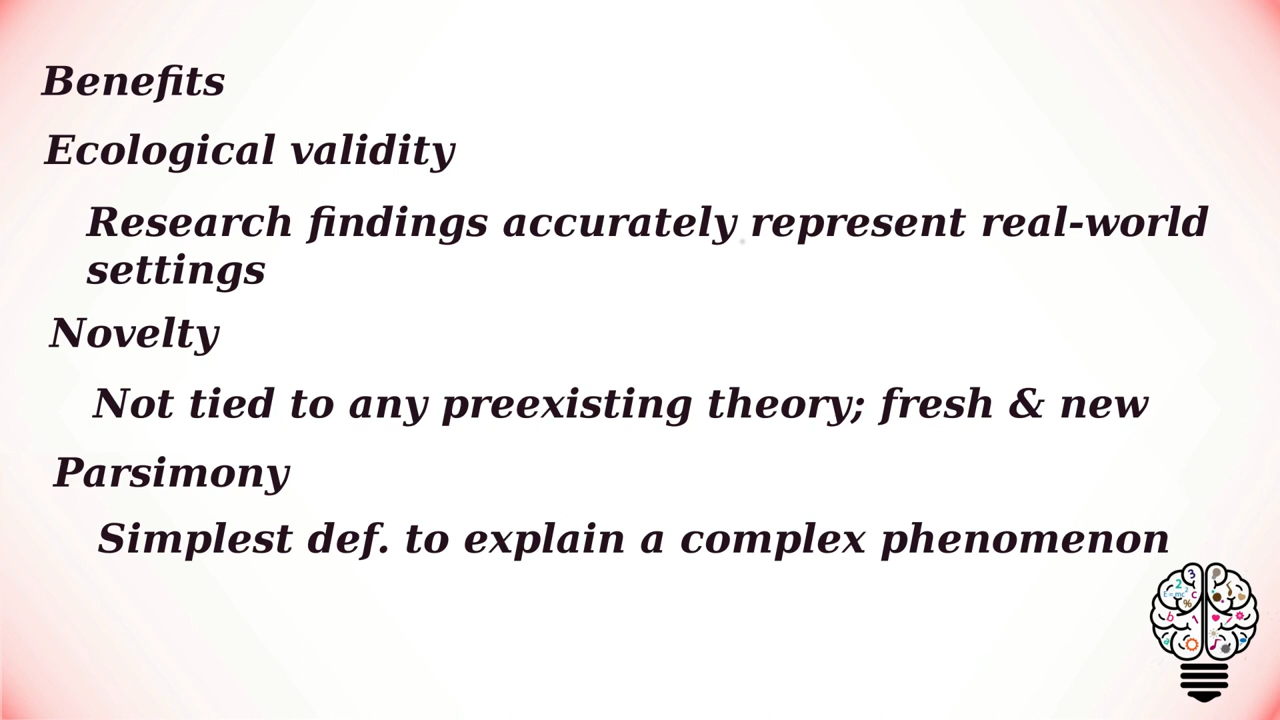 Benefits
Ecological validity
Research findings accurately represent real-world
settings
Novelty
Not tied to any preexisting theory; fresh & new
Parsimony
Simplest def. to explain a complex phenomenon